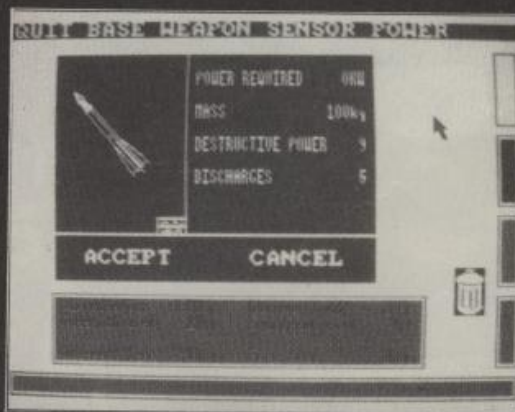 QUIT BASE WEAPON SENSOR POWER
POWER REQUIRED 0KW
MASS 100kg
DESTRUCTIVE POWER 9
DISCHARGES 5
ACCEPT CANCEL